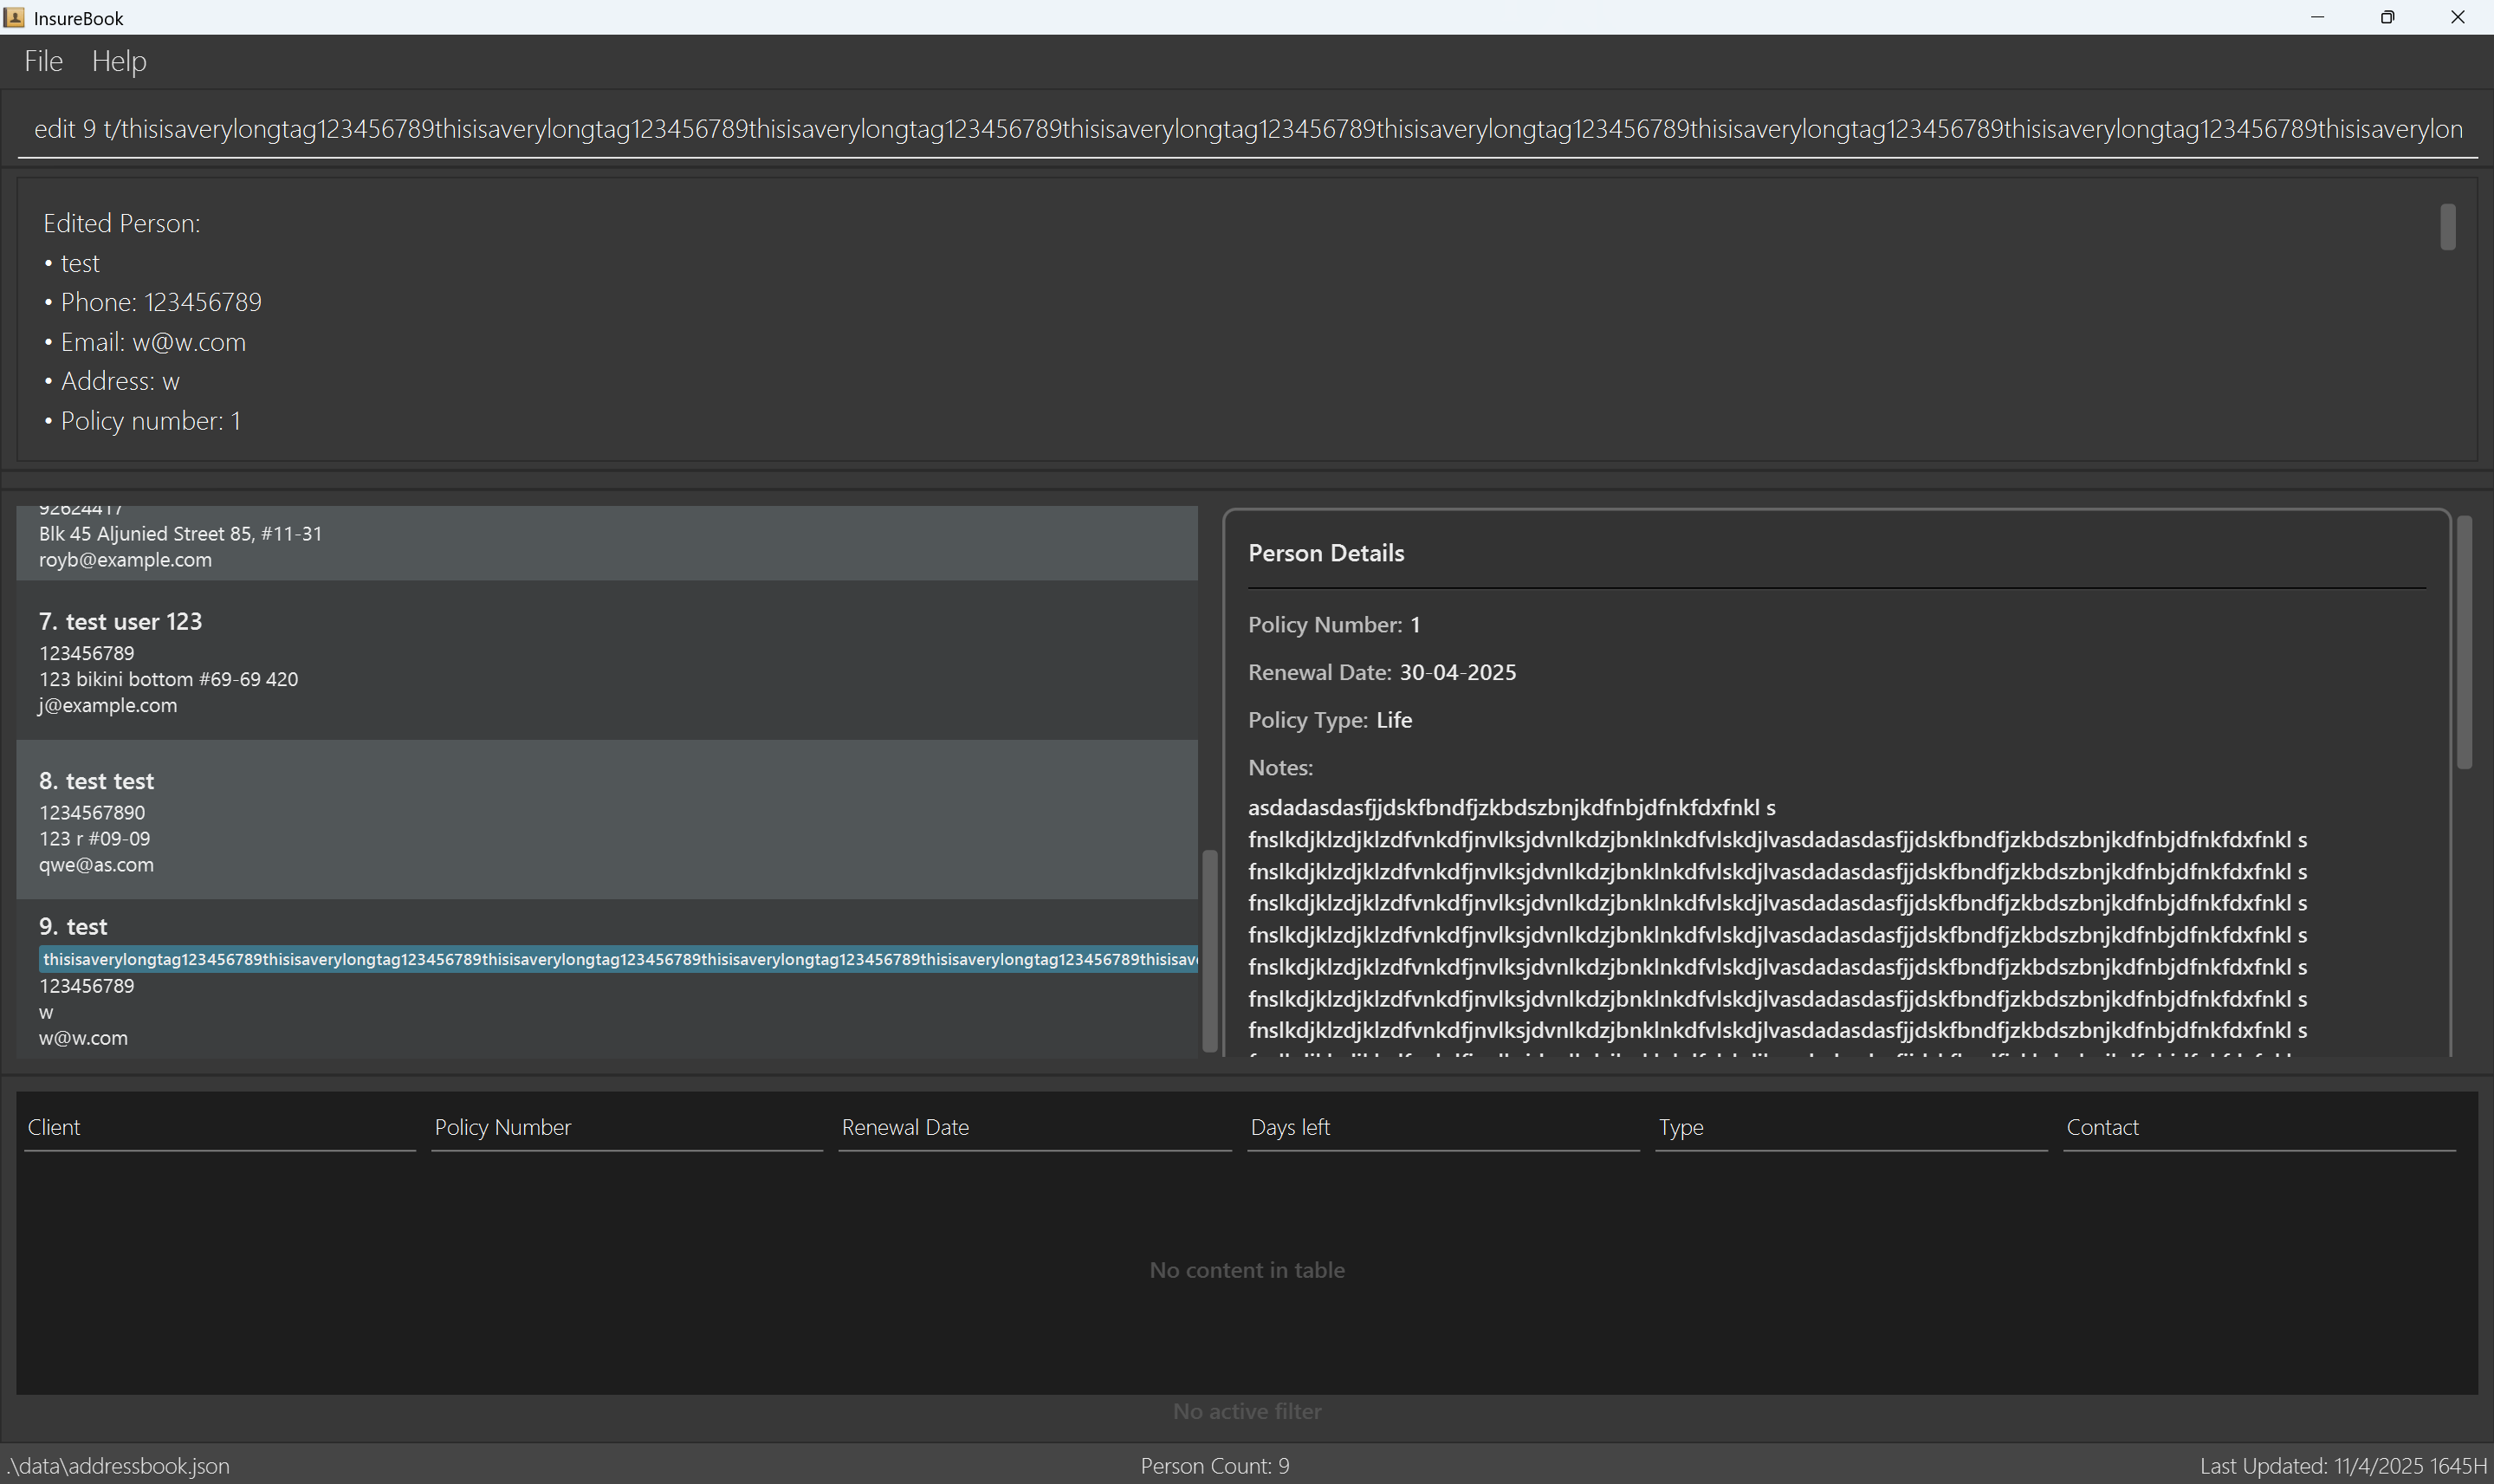 InsureBook
File Help
edit 9 t/thisisaverylongtag123456789thisisaverylongtag123456789thisisaverylongtag123456789thisisaverylongtag123456789thisisaverylongtag123456789thisisaverylongtag123456789thisisaverylongtag123456789thisisaverylon
Edited Person:
• test
• Phone: 123456789
• Email: w@w.com
• Address: w
• Policy number: 1
92624417
Blk 45 Aljunied Street 85, #11-31
royb@example.com
7. test user 123
123456789
123 bikini bottom #69-69 420
j@example.com
8. test test
1234567890
123 r #09-09
qwe@as.com
9. test
thisisaverylongtag123456789thisisaverylongtag123456789thisisaverylongtag123456789thisisaverylongtag123456789thisisaverylongtag123456789thisisav
123456789
w
w@w.com
Person Details
Policy Number: 1
Renewal Date: 30-04-2025
Policy Type: Life
Notes:
asdadasdasfjjdskfbndfjzkbdszbnjkdfnbjdfnkfdxfnkl s
fnslkdjklzdjklzdfvnkdfjnvlksjdvnlkdzjbnklnkdfvlskdjlvasdadasdasfjjdskfbndfjzkbdszbnjkdfnbjdfnkfdxfnkl s
fnslkdjklzdjklzdfvnkdfjnvlksjdvnlkdzjbnklnkdfvlskdjlvasdadasdasfjjdskfbndfjzkbdszbnjkdfnbjdfnkfdxfnkl s
fnslkdjklzdjklzdfvnkdfjnvlksjdvnlkdzjbnklnkdfvlskdjlvasdadasdasfjjdskfbndfjzkbdszbnjkdfnbjdfnkfdxfnkl s
fnslkdjklzdjklzdfvnkdfjnvlksjdvnlkdzjbnklnkdfvlskdjlvasdadasdasfjjdskfbndfjzkbdszbnjkdfnbjdfnkfdxfnkl s
fnslkdjklzdjklzdfvnkdfjnvlksjdvnlkdzjbnklnkdfvlskdjlvasdadasdasfjjdskfbndfjzkbdszbnjkdfnbjdfnkfdxfnkl s
fnslkdjklzdjklzdfvnkdfjnvlksjdvnlkdzjbnklnkdfvlskdjlvasdadasdasfjjdskfbndfjzkbdszbnjkdfnbjdfnkfdxfnkl s
fnslkdjklzdjklzdfvnkdfjnvlksjdvnlkdzjbnklnkdfvlskdjlvasdadasdasfjjdskfbndfjzkbdszbnjkdfnbjdfnkfdxfnkl s
Client Policy Number Renewal Date Days left Type Contact
No content in table
No active filter
.\data\addressbook.json Person Count: 9 Last Updated: 11/4/2025 1645H